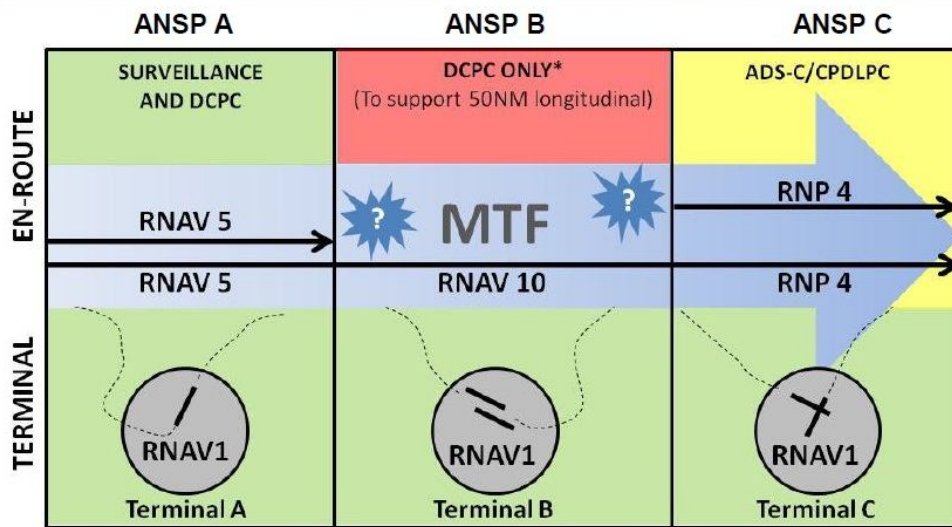 ANSP A
ANSP B
ANSP C
SURVEILLANCE
AND DCPC
DCPC ONLY*
(To support 50NM longitudinal)
ADS-C/CPDLPC
EN-ROUTE
RNAV 5
?
MTF
?
RNP 4
RNAV 5
RNAV 10
RNP 4
TERMINAL
RNAV1
RNAV1
RNAV1
Terminal A
Terminal B
Terminal C